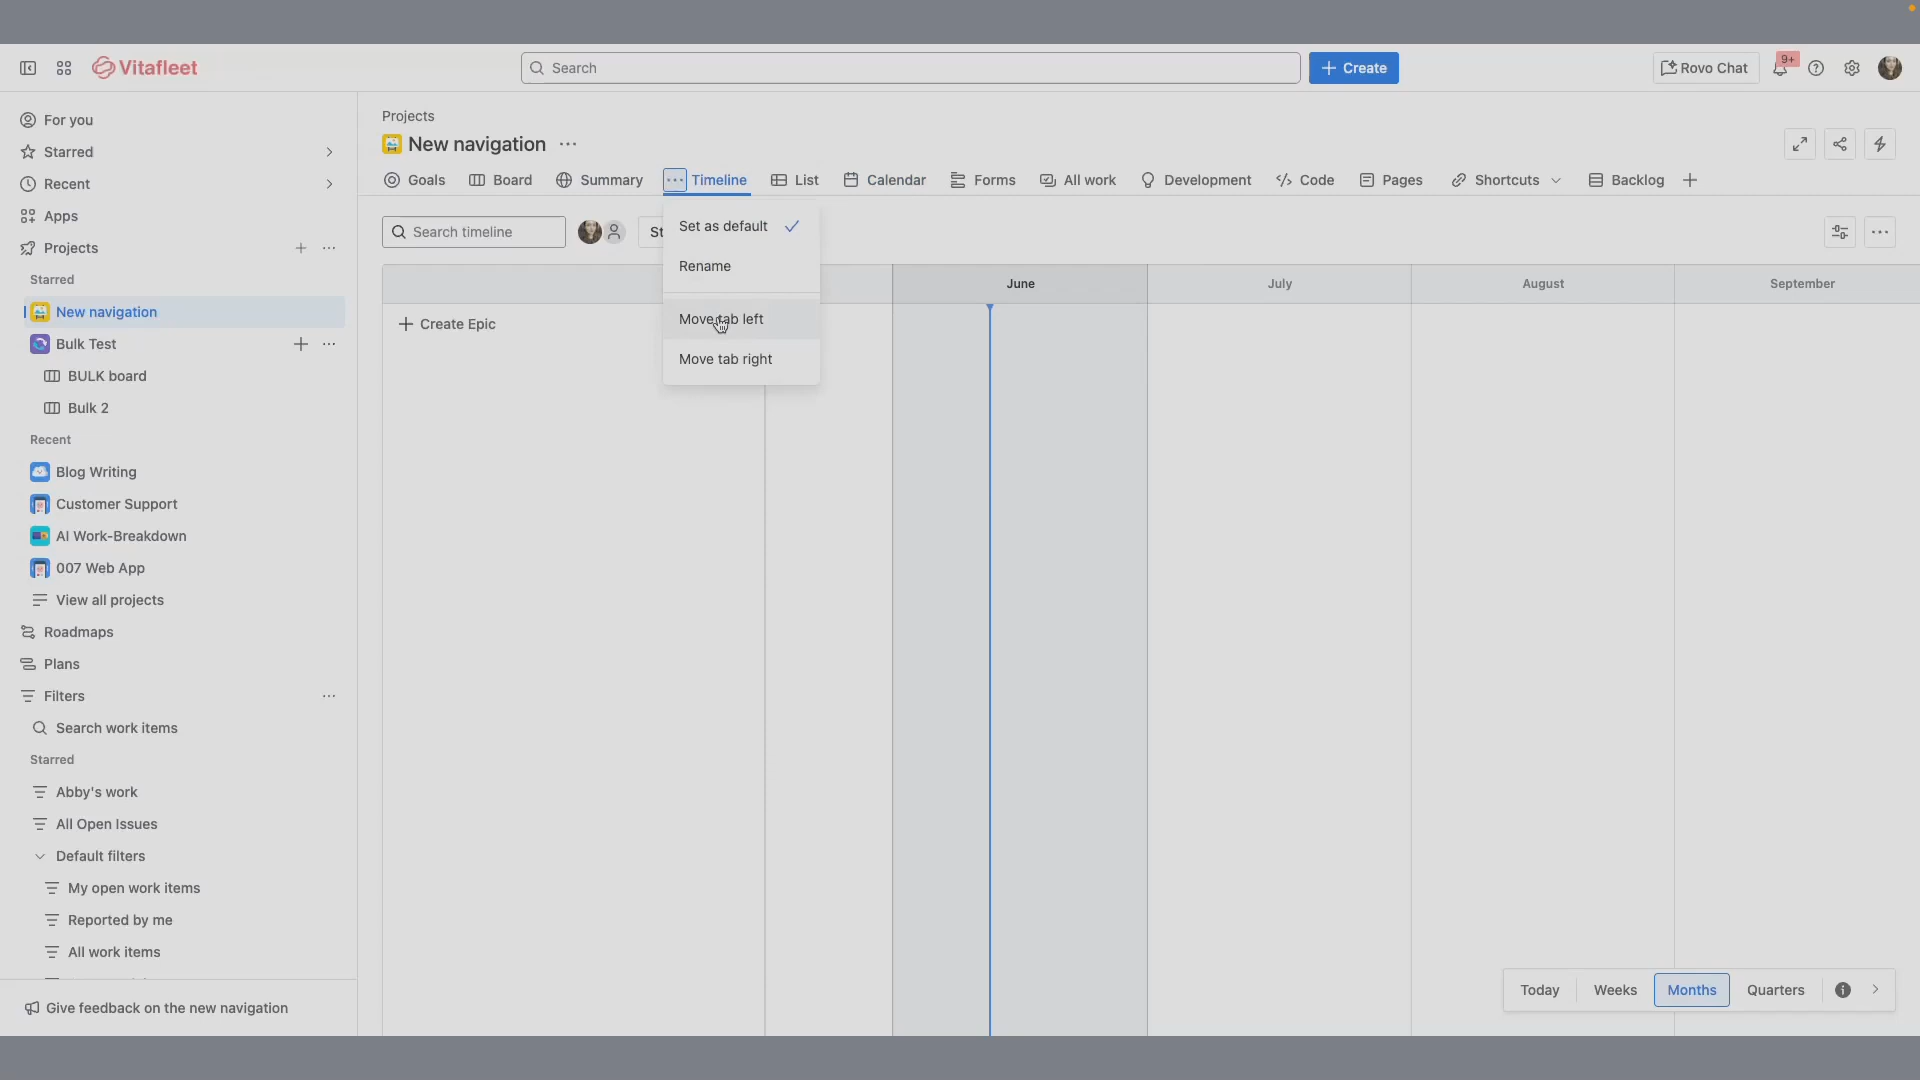 Vitafleet
Search
Create
Rovo Chat
9+
For you
Starred
Recent
Apps
Projects
Starred
New navigation
Bulk Test
BULK board
Bulk 2
Recent
Blog Writing
Customer Support
AI Work-Breakdown
007 Web App
View all projects
Roadmaps
Plans
Filters
Search work items
Starred
Abby's work
All Open Issues
Default filters
My open work items
Reported by me
All work items
Give feedback on the new navigation
Projects
New navigation
Goals Board Summary Timeline List Calendar Forms All work Development Code Pages Shortcuts Backlog
Search timeline
Set as default
Rename
Move tab left
Move tab right
June July August September
Create Epic
Today Weeks Months Quarters